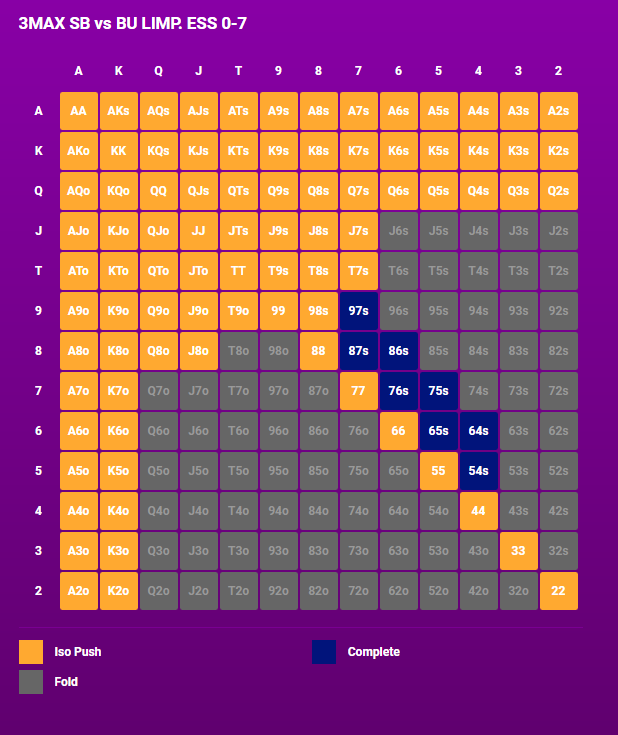 3MAX SB vs BU LIMP. ESS 0-7
A K Q J T 9 8 7 6 5 4 3 2
A AA AKs AQs AJs ATs A9s A8s A7s A6s A5s A4s A3s A2s
K AKo KK KQs KJs KTs K9s K8s K7s K6s K5s K4s K3s K2s
Q AQo KQo QQ QJs QTs Q9s Q8s Q7s Q6s Q5s Q4s Q3s Q2s
J AJo KJo QJo JJ JTs J9s J8s J7s J6s J5s J4s J3s J2s
T ATo KTo QTo JTo TT T9s T8s T7s T6s T5s T4s T3s T2s
9 A9o K9o Q9o J9o T9o 99 98s 97s 96s 95s 94s 93s 92s
8 A8o K8o Q8o J8o T8o 98o 88 87s 86s 85s 84s 83s 82s
7 A7o K7o Q7o J7o T7o 97o 87o 77 76s 75s 74s 73s 72s
6 A6o K6o Q6o J6o T6o 96o 86o 76o 66 65s 64s 63s 62s
5 A5o K5o Q5o J5o T5o 95o 85o 75o 65o 55 54s 53s 52s
4 A4o K4o Q4o J4o T4o 94o 84o 74o 64o 54o 44 43s 42s
3 A3o K3o Q3o J3o T3o 93o 83o 73o 63o 53o 43o 33 32s
2 A2o K2o Q2o J2o T2o 92o 82o 72o 62o 52o 42o 32o 22
Iso Push Complete
Fold